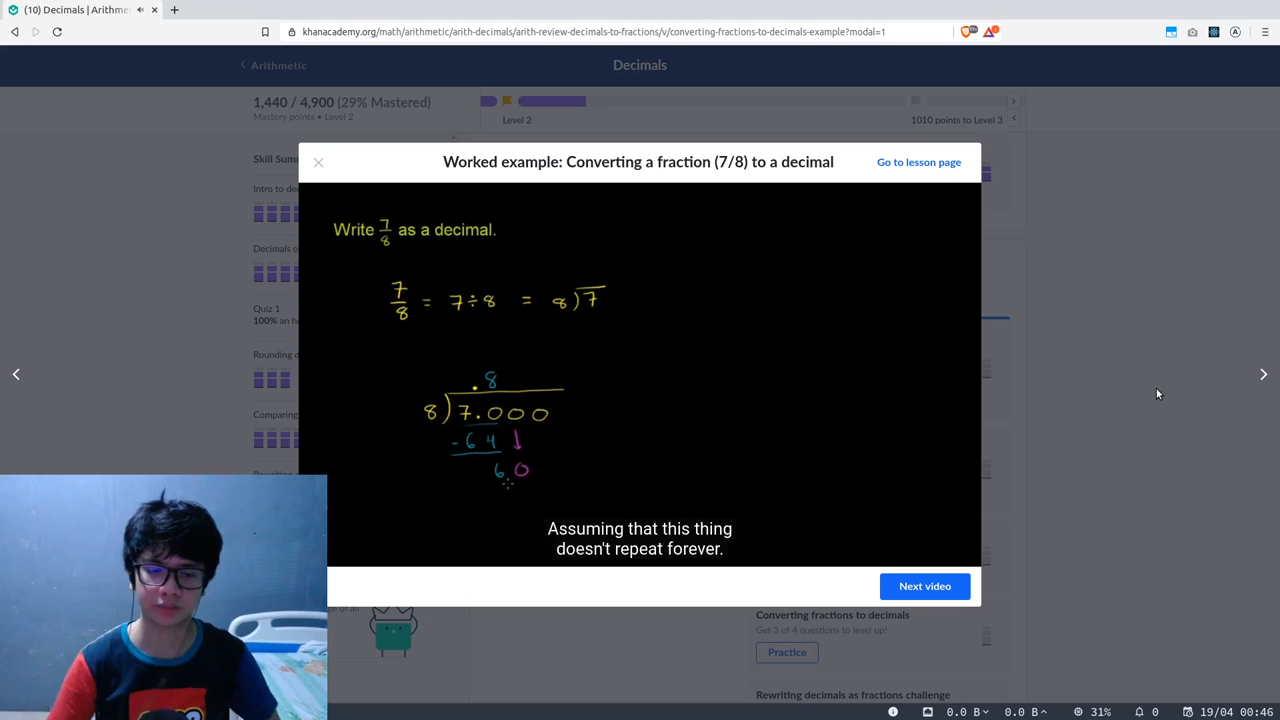 (10) Decimals | Arithme
khanacademy.org/math/arithmetic/arith-decimals/arith-review-decimals-to-fractions/v/converting-fractions-to-decimals-example?modal=1
Arithmetic
Decimals
1,440 / 4,900 (29% Mastered)
Mastery points • Level 2
Level 2
1010 points to Level 3
Skill Summ
Intro to dec
Decimals o
Quiz 1
100% an h
Rounding d
Comparing
Worked example: Converting a fraction (7/8) to a decimal
Go to lesson page
Write 7/8 as a decimal.
7/8 = 7÷8 = 8)7
.8
8)7.000
-64↓
60
Assuming that this thing
doesn't repeat forever.
Next video
e of all
Converting fractions to decimals
Get 3 of 4 questions to level up!
Practice
Rewriting decimals as fractions challenge
0.0 B 0.0 B 31% 0 19/04 00:46